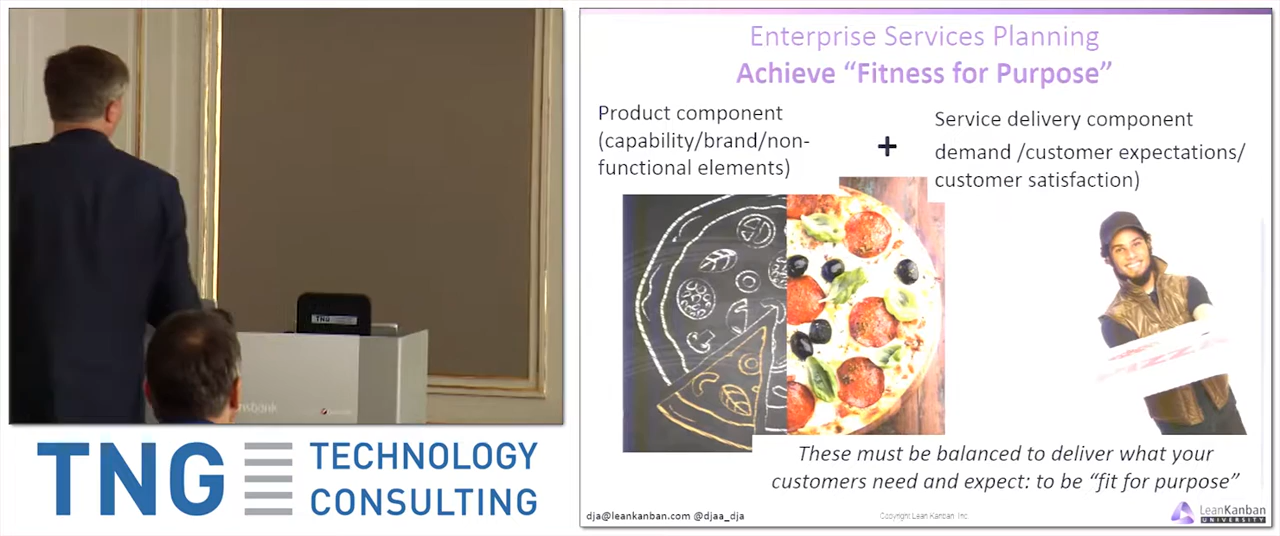 TNG
TNG TECHNOLOGY
CONSULTING
Enterprise Services Planning
Achieve “Fitness for Purpose”
Product component
(capability/brand/non-
functional elements)
+
Service delivery component
demand /customer expectations/
customer satisfaction)
PIZZA
These must be balanced to deliver what your
customers need and expect: to be “fit for purpose”
dja@leankanban.com @djaa_dja
Copyright Lean Kanban Inc.
LeanKanban
UNIVERSITY